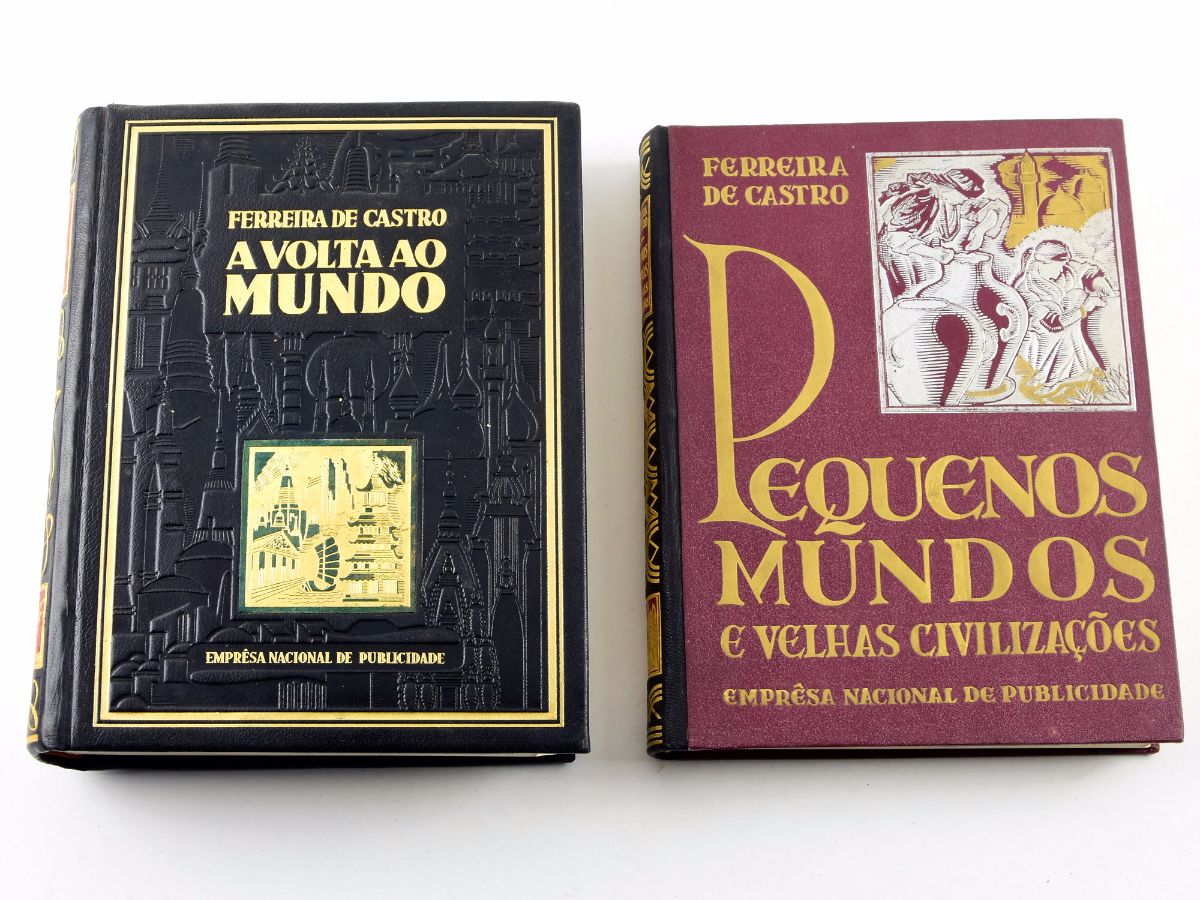 FERREIRA DE CASTRO
A VOLTA AO
MUNDO
EMPRÊSA NACIONAL DE PUBLICIDADE
FERREIRA
DE CASTRO
PEQUENOS
MUNDOS
E VELHAS CIVILIZAÇÕES
EMPRÊSA NACIONAL DE PUBLICIDADE